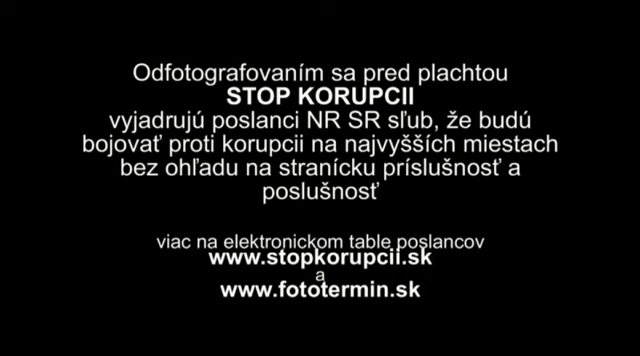 Odfotografovaním sa pred plachtou
STOP KORUPCII
vyjadrujú poslanci NR SR sľub, že budú
bojovať proti korupcii na najvyšších miestach
bez ohľadu na stranícku príslušnosť a
poslušnosť
viac na elektronickom table poslancov
www.stopkorupcii.sk
a
www.fototermin.sk